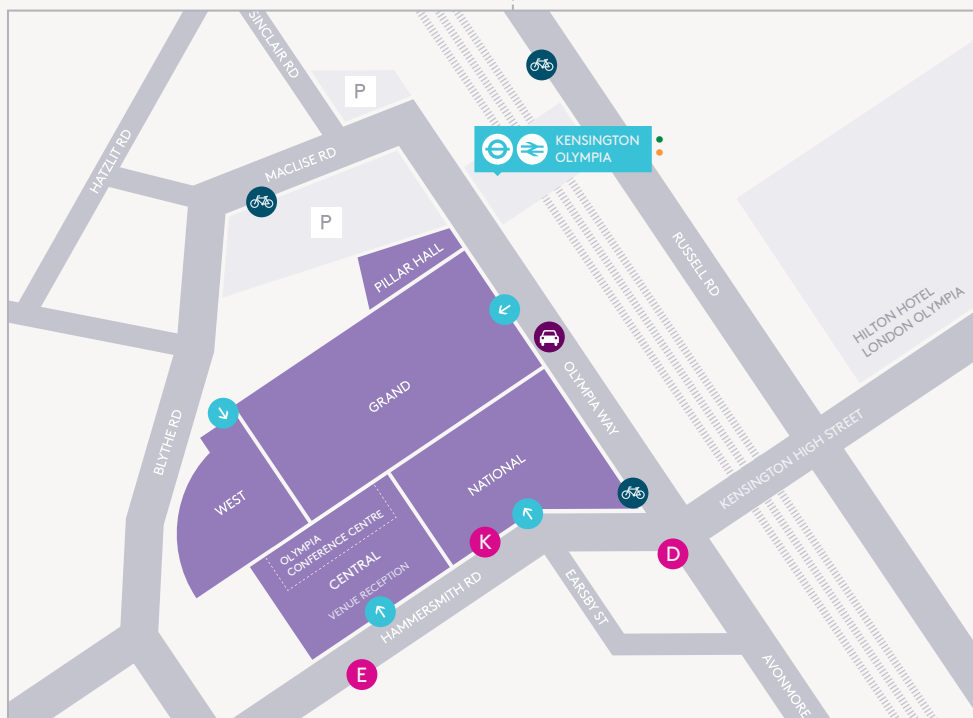 SINCLAIR RD
P
KENSINGTON
OLYMPIA
HATZLIT RD
MACLISE RD
P
PILLAR HALL
RUSSELL RD
HILTON HOTEL
LONDON OLYMPIA
GRAND
OLYMPIA WAY
BLYTHE RD
KENSINGTON HIGH STREET
WEST
NATIONAL
OLYMPIA
CONFERENCE CENTRE
CENTRAL
VENUE RECEPTION
K
D
HAMMERSMITH RD
EARSBY ST
E
AVONMORE